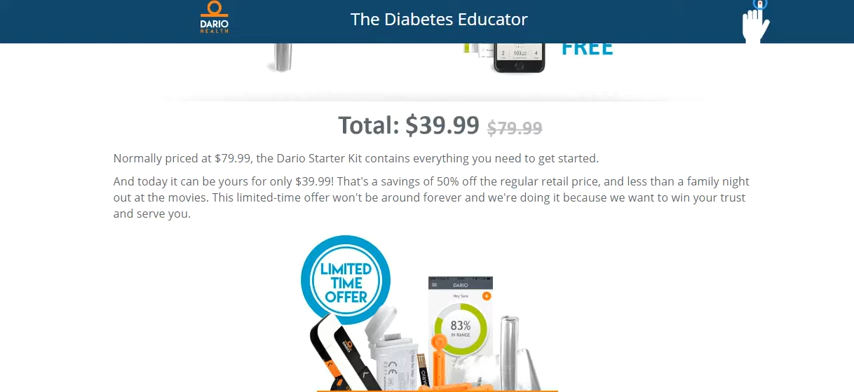 DARIO
HEALTH
The Diabetes Educator
FREE
Total: $39.99 $79.99
Normally priced at $79.99, the Dario Starter Kit contains everything you need to get started.
And today it can be yours for only $39.99! That's a savings of 50% off the regular retail price, and less than a family night
out at the movies. This limited-time offer won't be around forever and we're doing it because we want to win your trust
and serve you.
LIMITED
TIME
OFFER
DARIO
83%
IN RANGE